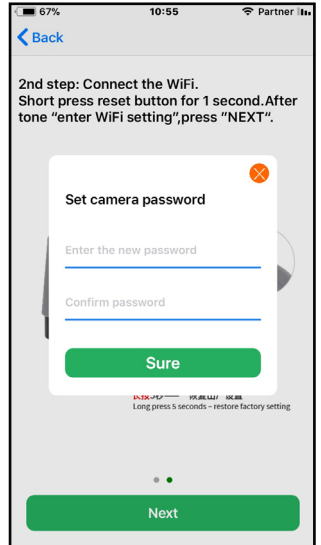 67%
10:55
Partner
Back
2nd step: Connect the WiFi.
Short press reset button for 1 second.After
tone “enter WiFi setting”,press ”NEXT“.
Set camera password
Enter the new password
Confirm password
Sure
Long press 5 seconds – restore factory setting
Next